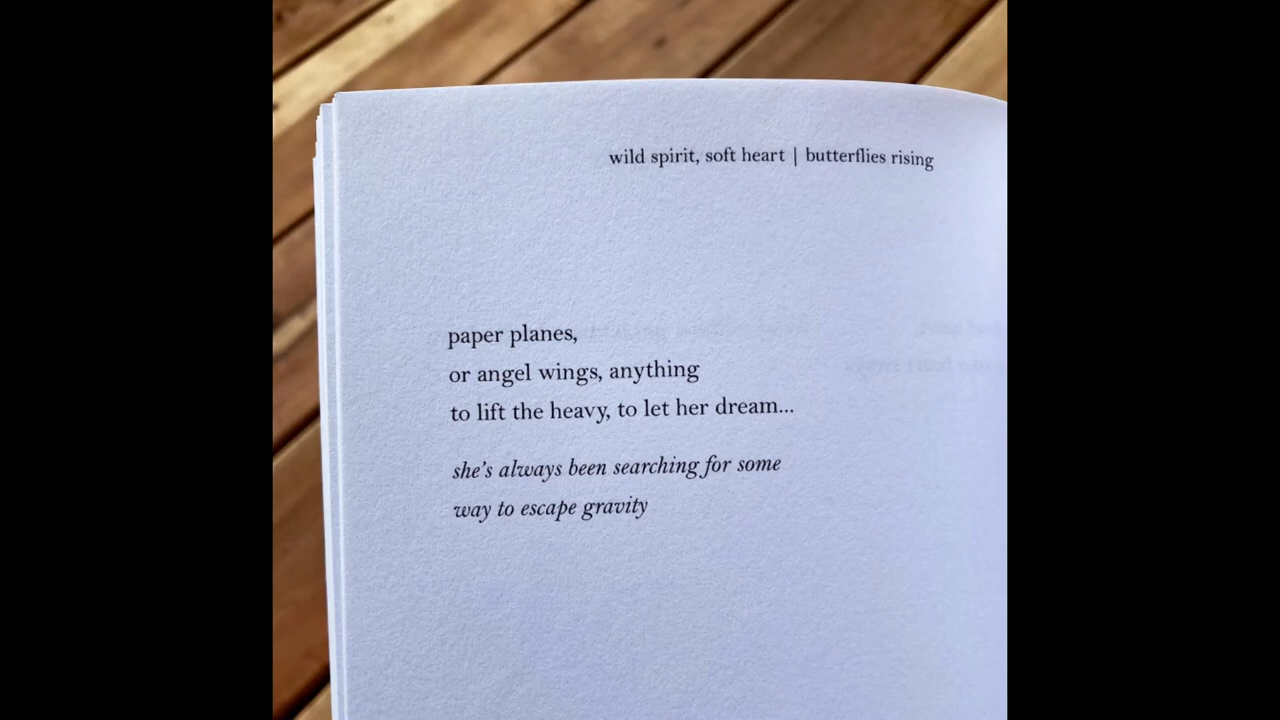 wild spirit, soft heart | butterflies rising
paper planes,
or angel wings, anything
to lift the heavy, to let her dream...
she's always been searching for some
way to escape gravity